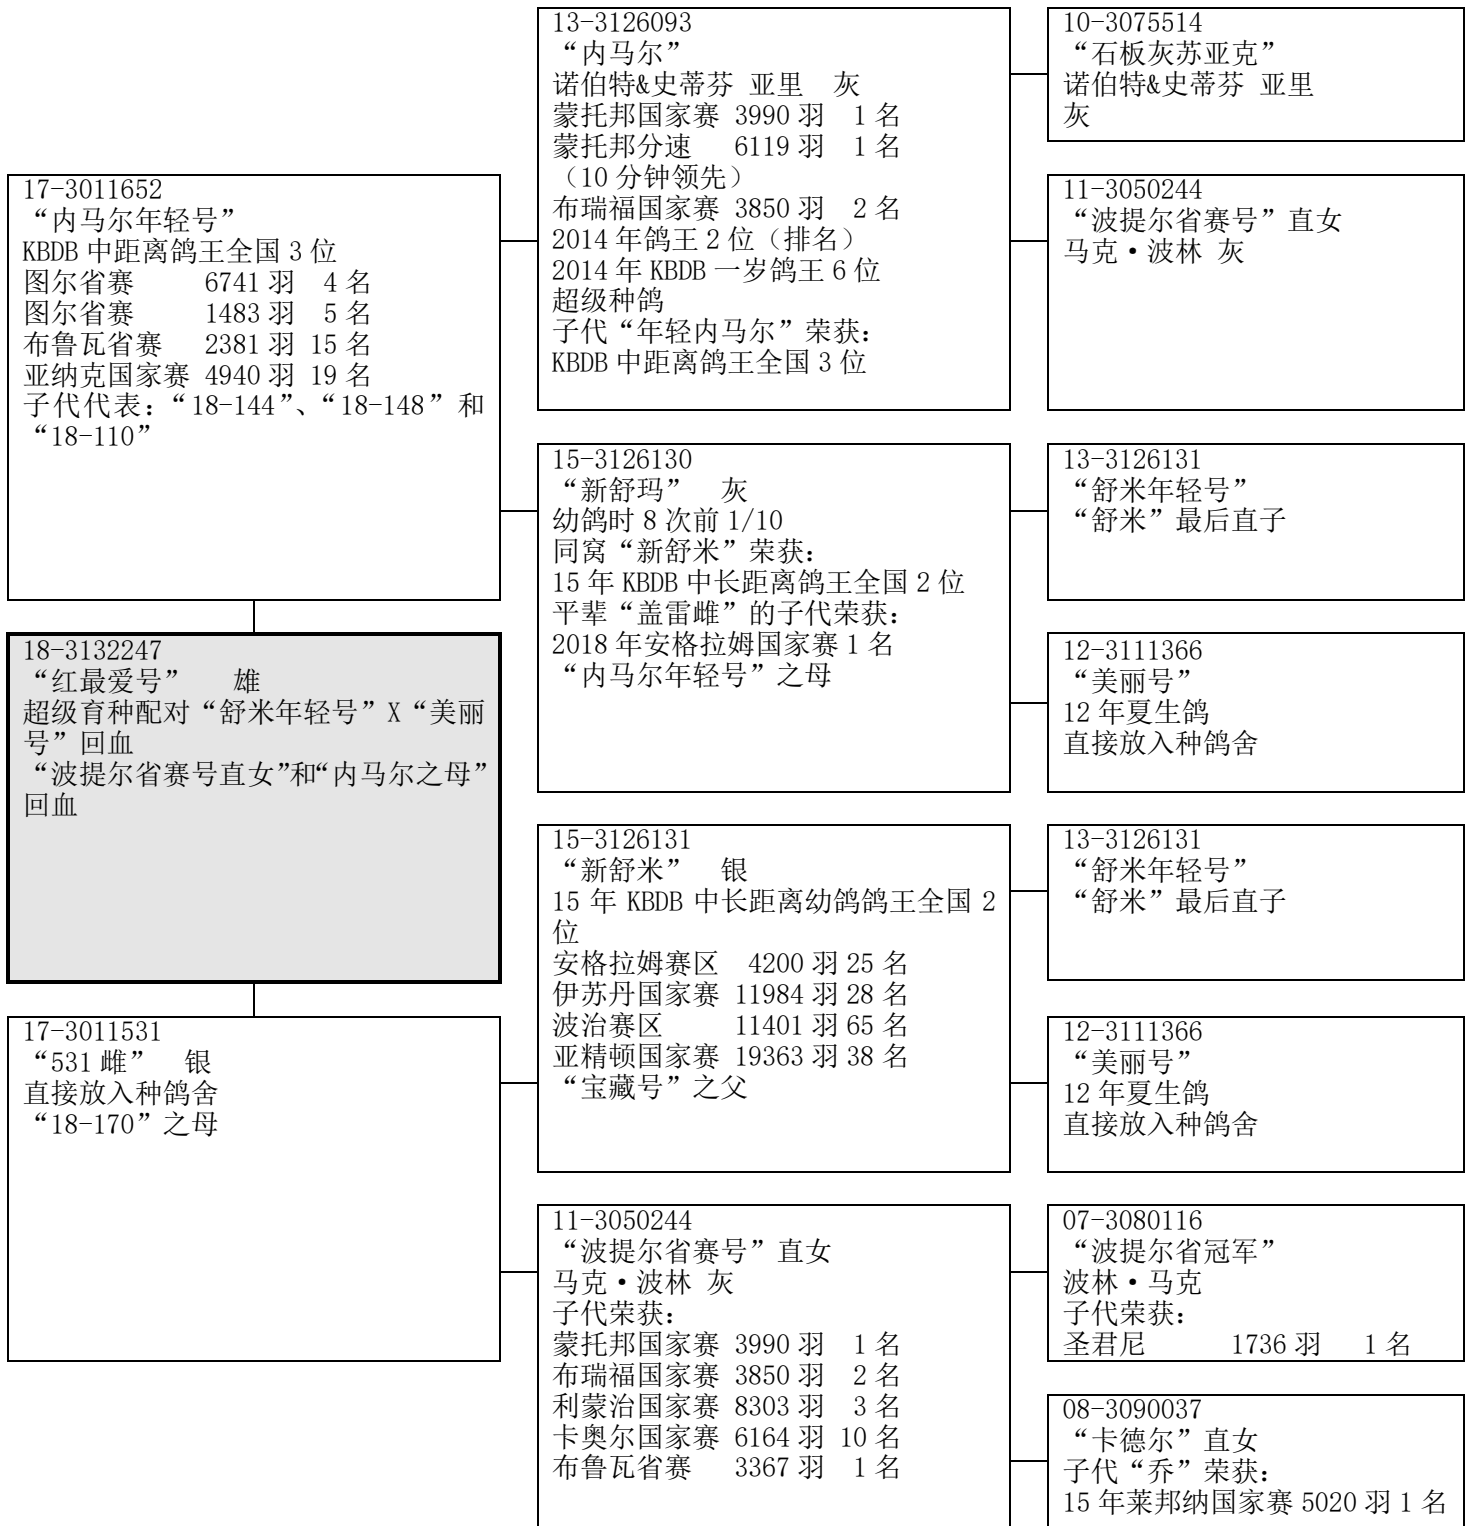 17-3011652
“内马尔年轻号”
KBDB 中距离鸽王全国 3 位
图尔省赛 6741 羽 4 名
图尔省赛 1483 羽 5 名
布鲁瓦省赛 2381 羽 15 名
亚纳克国家赛 4940 羽 19 名
子代代表：“18-144”、“18-148” 和
“18-110”
18-3132247
“红最爱号” 雄
超级育种配对“舒米年轻号”X“美丽
号”回血
“波提尔省赛号直女”和“内马尔之母”
回血
17-3011531
“531 雌” 银
直接放入种鸽舍
“18-170”之母
13-3126093
“内马尔”
诺伯特&史蒂芬 亚里 灰
蒙托邦国家赛 3990 羽 1 名
蒙托邦分速 6119 羽 1 名
（10 分钟领先）
布瑞福国家赛 3850 羽 2 名
2014 年鸽王 2 位（排名）
2014 年 KBDB 一岁鸽王 6 位
超级种鸽
子代“年轻内马尔”荣获：
KBDB 中距离鸽王全国 3 位
15-3126130
“新舒玛” 灰
幼鸽时 8 次前 1/10
同窝“新舒米”荣获：
15 年 KBDB 中长距离鸽王全国 2 位
平辈“盖雷雌”的子代荣获：
2018 年安格拉姆国家赛 1 名
“内马尔年轻号”之母
15-3126131
“新舒米” 银
15 年 KBDB 中长距离幼鸽鸽王全国 2
位
安格拉姆赛区 4200 羽 25 名
伊苏丹国家赛 11984 羽 28 名
波治赛区 11401 羽 65 名
亚精顿国家赛 19363 羽 38 名
“宝藏号”之父
11-3050244
“波提尔省赛号”直女
马克·波林 灰
子代荣获：
蒙托邦国家赛 3990 羽 1 名
布瑞福国家赛 3850 羽 2 名
利蒙治国家赛 8303 羽 3 名
卡奥尔国家赛 6164 羽 10 名
布鲁瓦省赛 3367 羽 1 名
10-3075514
“石板灰苏亚克”
诺伯特&史蒂芬 亚里
灰
11-3050244
“波提尔省赛号”直女
马克·波林 灰
13-3126131
“舒米年轻号”
“舒米”最后直子
12-3111366
“美丽号”
12 年夏生鸽
直接放入种鸽舍
13-3126131
“舒米年轻号”
“舒米”最后直子
12-3111366
“美丽号”
12 年夏生鸽
直接放入种鸽舍
07-3080116
“波提尔省冠军”
波林·马克
子代荣获：
圣君尼 1736 羽 1 名
08-3090037
“卡德尔”直女
子代“乔”荣获：
15 年莱邦纳国家赛 5020 羽 1 名